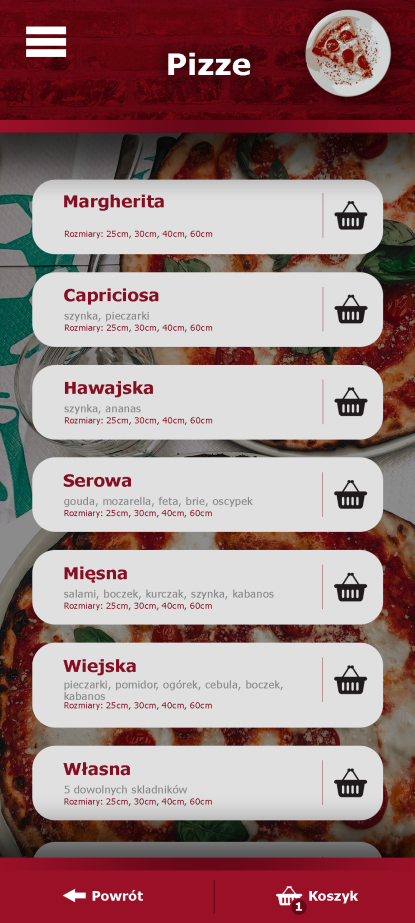 Pizze
Margherita
Rozmiary: 25cm, 30cm, 40cm, 60cm
Capriciosa
szynka, pieczarki
Rozmiary: 25cm, 30cm, 40cm, 60cm
Hawajska
szynka, ananas
Rozmiary: 25cm, 30cm, 40cm, 60cm
Serowa
gouda, mozarella, feta, brie, oscypek
Rozmiary: 25cm, 30cm, 40cm, 60cm
Mięsna
salami, boczek, kurczak, szynka, kabanos
Rozmiary: 25cm, 30cm, 40cm, 60cm
Wiejska
pieczarki, pomidor, ogórek, cebula, boczek,
kabanos
Rozmiary: 25cm, 30cm, 40cm, 60cm
Własna
5 dowolnych składników
Rozmiary: 25cm, 30cm, 40cm, 60cm
Powrót
1 Koszyk